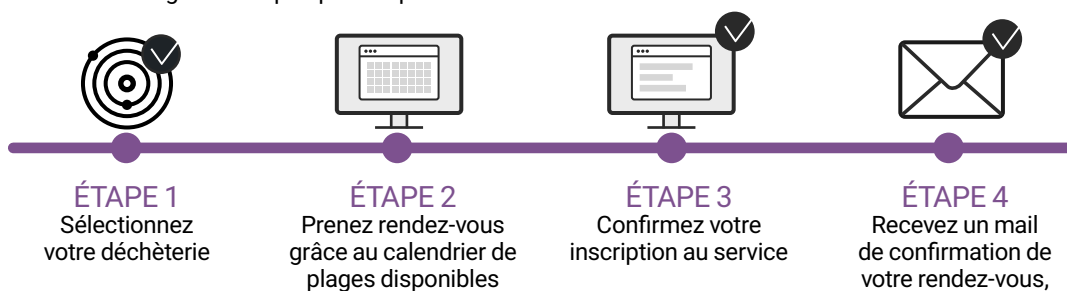 ÉTAPE 1
Sélectionnez
votre déchèterie
ÉTAPE 2
Prenez rendez-vous
grâce au calendrier de
plages disponibles
ÉTAPE 3
Confirmez votre
inscription au service
ÉTAPE 4
Recevez un mail
de confirmation de
votre rendez-vous,